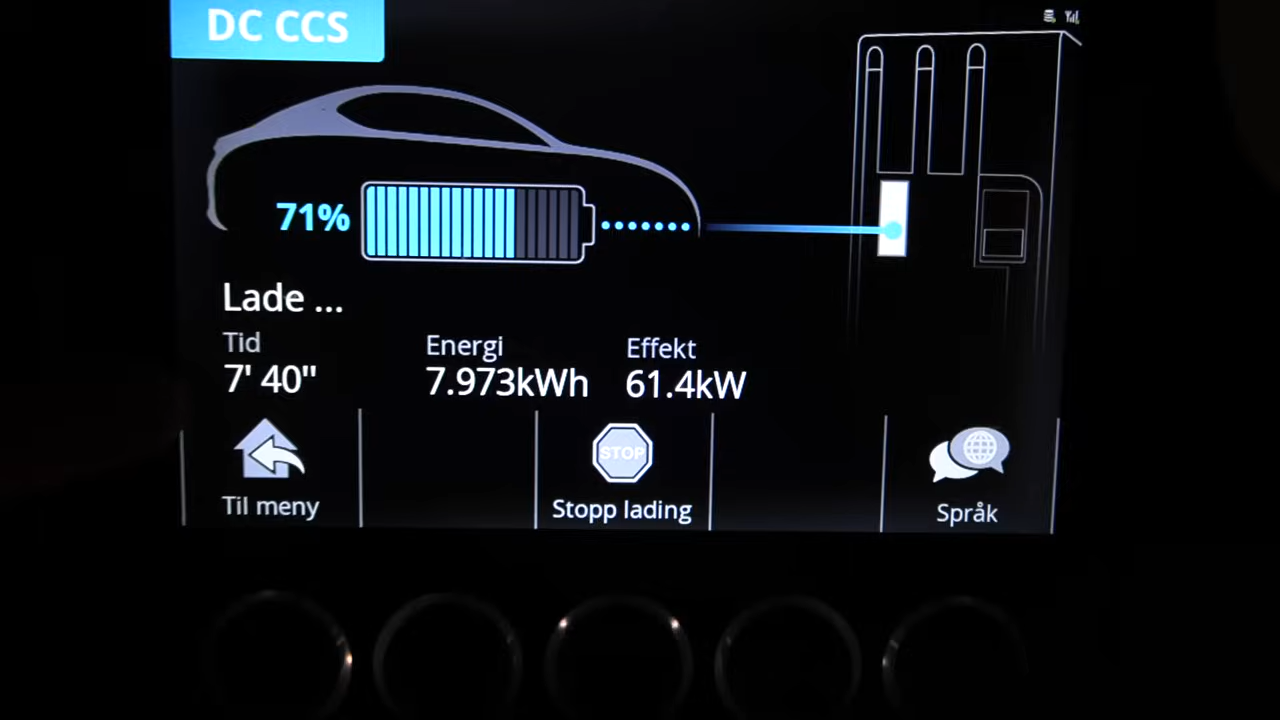 DC CCS
71%
Lade ...
Tid
7' 40"
Energi
7.973kWh
Effekt
61.4kW
Til meny
STOP
Stopp lading
Språk